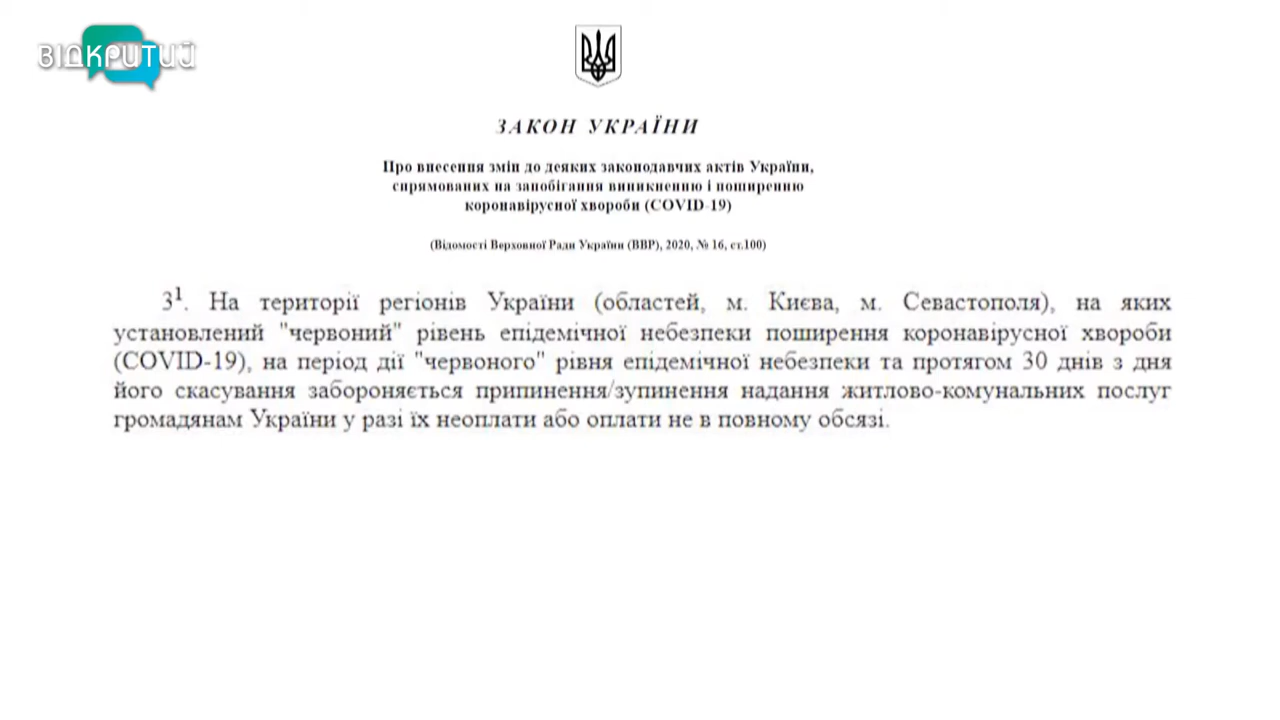 ВІДКРИТИЙ
ЗАКОН УКРАЇНИ
Про внесення змін до деяких законодавчих актів України,
спрямованих на запобігання виникненню і поширенню
коронавірусної хвороби (COVID-19)
(Відомості Верховної Ради України (ВВР), 2020, № 16, ст.100)
3¹. На території регіонів України (областей, м. Києва, м. Севастополя), на яких
установлений "червоний" рівень епідемічної небезпеки поширення коронавірусної хвороби
(COVID-19), на період дії "червоного" рівня епідемічної небезпеки та протягом 30 днів з дня
його скасування забороняється припинення/зупинення надання житлово-комунальних послуг
громадянам України у разі їх неоплати або оплати не в повному обсязі.